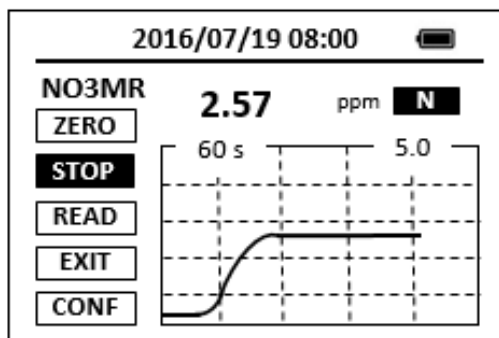 2016/07/19 08:00
NO3MR
2.57 ppm N
ZERO
60 s 5.0
STOP
READ
EXIT
CONF